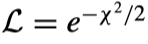 ℒ = e^{−χ²/2}